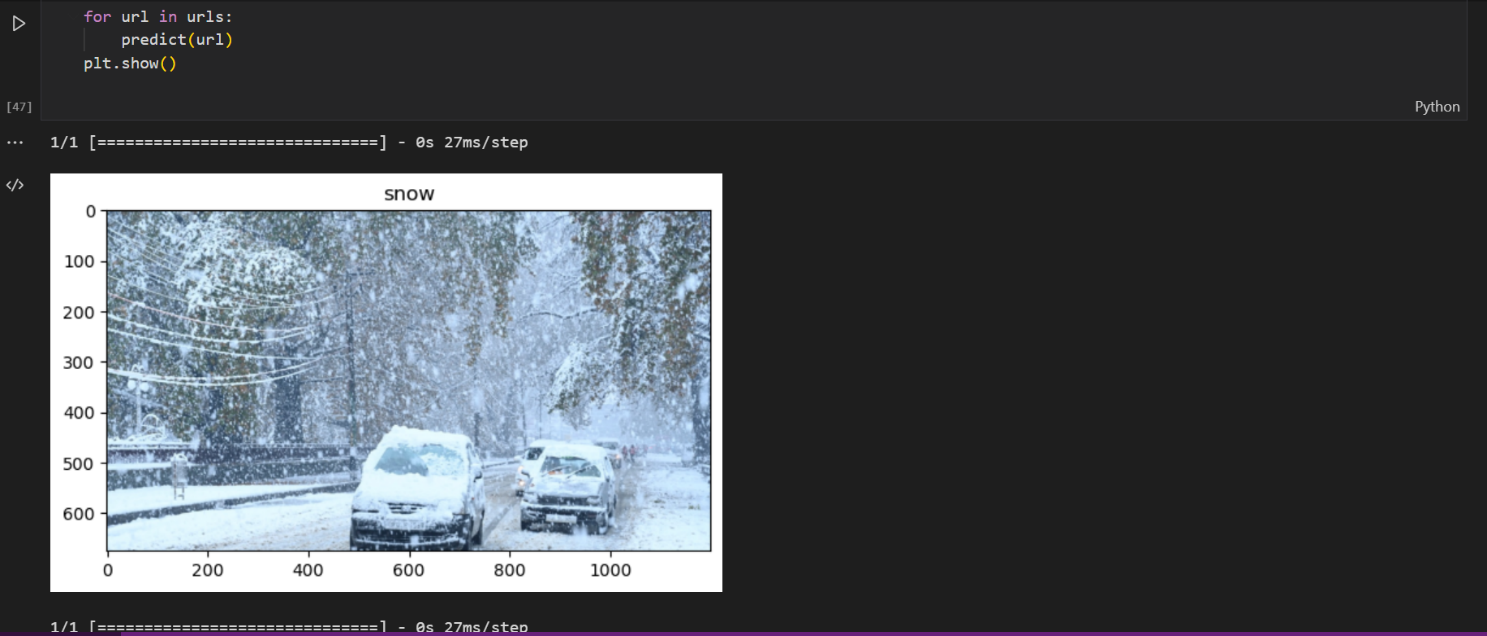 for url in urls:
    predict(url)
plt.show()
[47]
Python
1/1 [==============================] - 0s 27ms/step
snow
0
100
200
300
400
500
600
0 200 400 600 800 1000
1/1 [==============================] - 0s 27ms/step